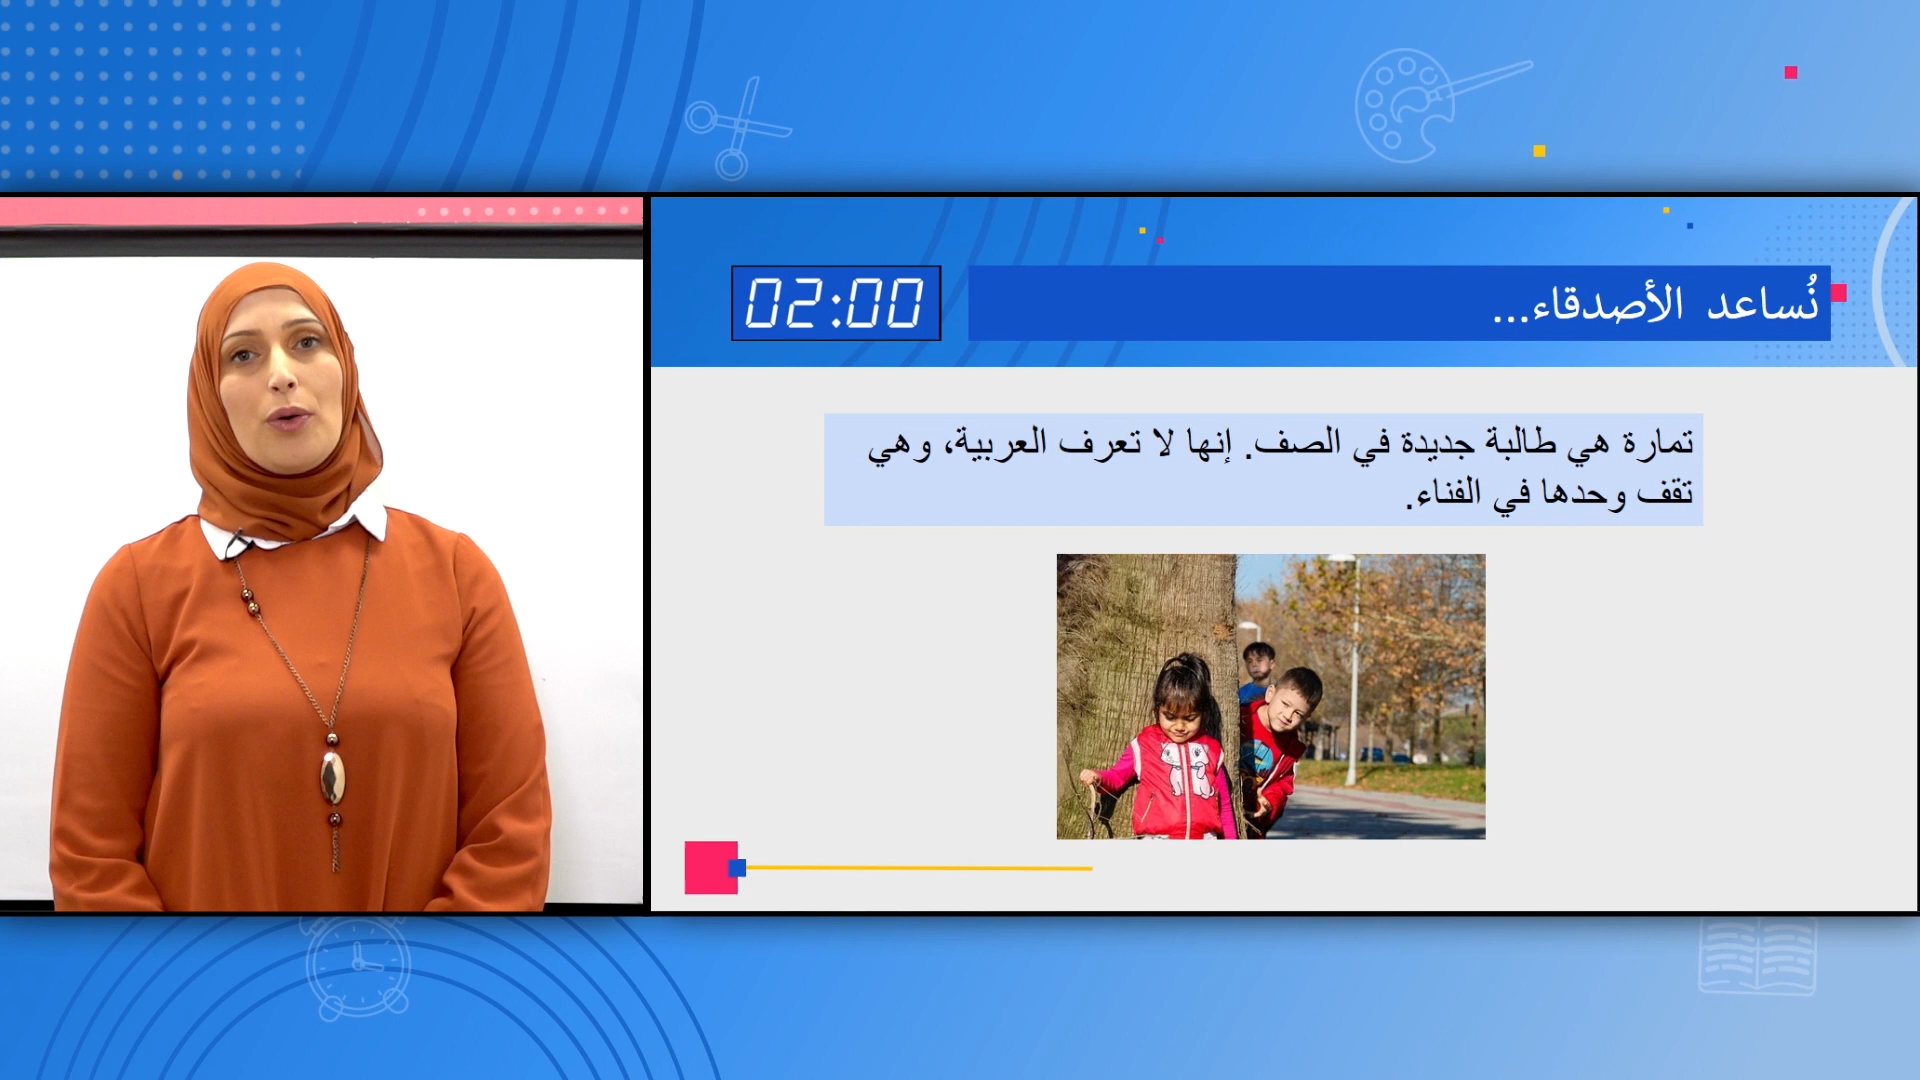 نُساعد الأصدقاء...
02:00
تمارة هي طالبة جديدة في الصف. إنها لا تعرف العربية، وهي
تقف وحدها في الفناء.